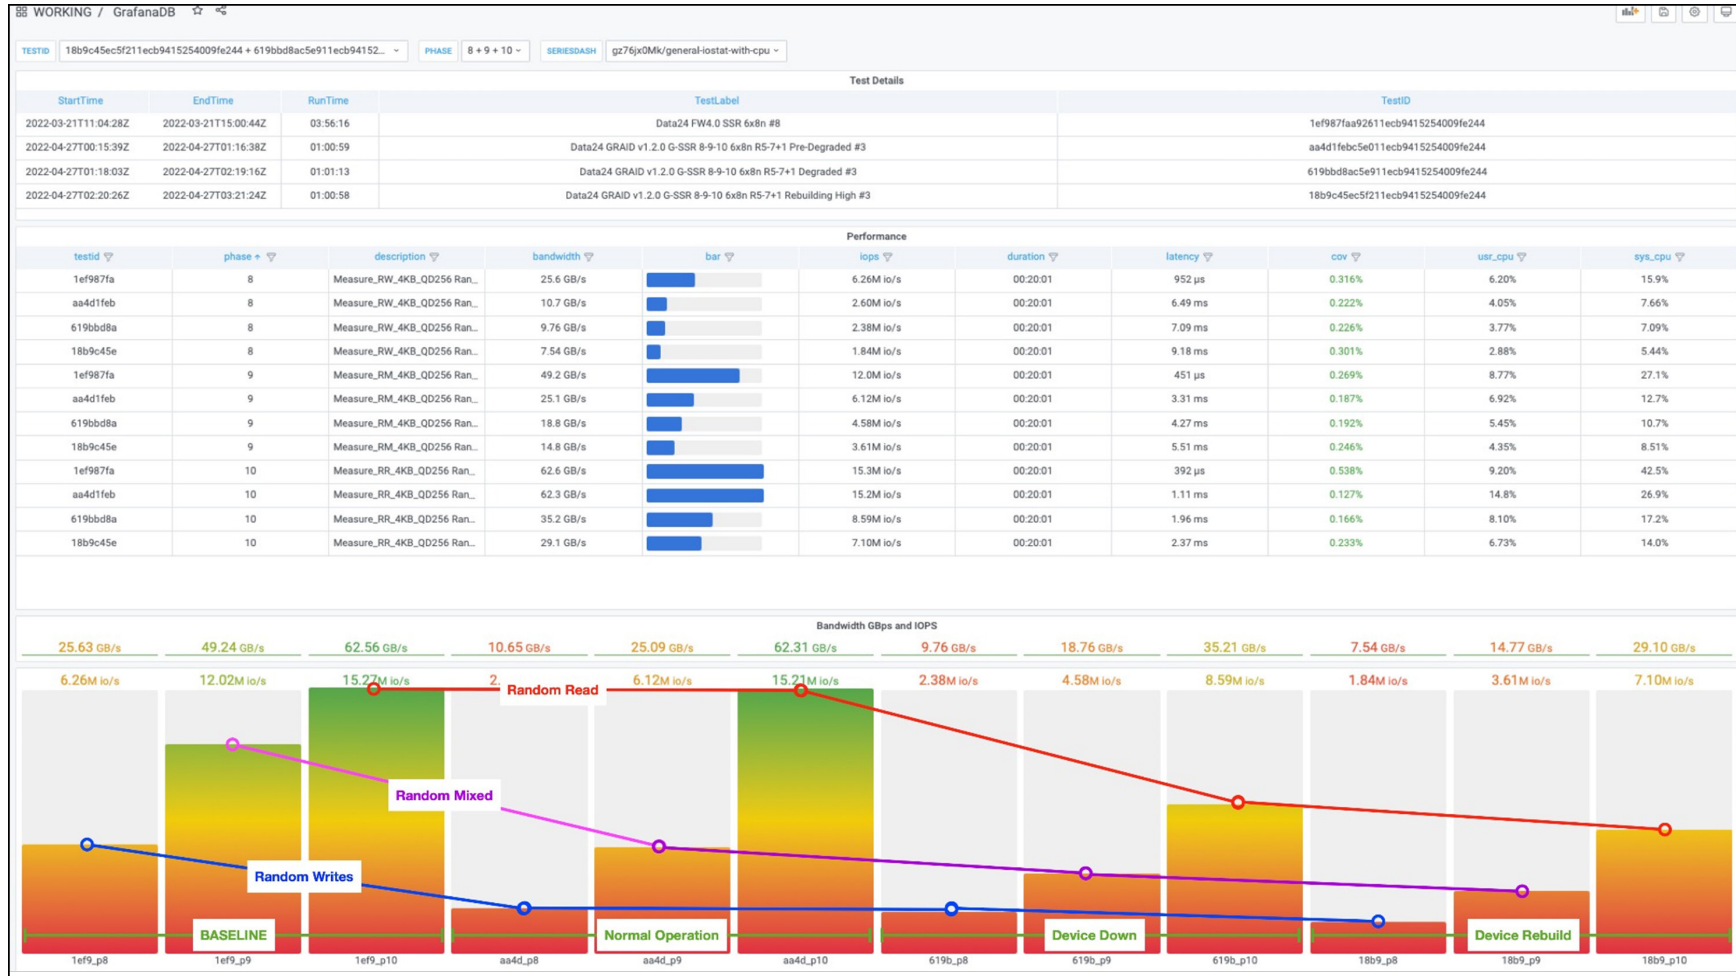 WORKING / GrafanaDB
TESTID 18b9c45ec5f211ecb9415254009fe244 + 619bbd8ac5e911ecb94152... PHASE 8 + 9 + 10 SERIESDASH gz76jx0Mk/general-iostat-with-cpu
Test Details
StartTime EndTime RunTime TestLabel TestID
2022-03-21T11:04:28Z 2022-03-21T15:00:44Z 03:56:16 Data24 FW4.0 SSR 6x8n #8 1ef987faa92611ecb9415254009fe244
2022-04-27T00:15:39Z 2022-04-27T01:16:38Z 01:00:59 Data24 GRAID v1.2.0 G-SSR 8-9-10 6x8n R5-7+1 Pre-Degraded #3 aa4d1febc5e011ecb9415254009fe244
2022-04-27T01:18:03Z 2022-04-27T02:19:16Z 01:01:13 Data24 GRAID v1.2.0 G-SSR 8-9-10 6x8n R5-7+1 Degraded #3 619bbd8ac5e911ecb9415254009fe244
2022-04-27T02:20:26Z 2022-04-27T03:21:24Z 01:00:58 Data24 GRAID v1.2.0 G-SSR 8-9-10 6x8n R5-7+1 Rebuilding High #3 18b9c45ec5f211ecb9415254009fe244
Performance
testid phase description bandwidth bar iops duration latency cov usr_cpu sys_cpu
1ef987fa 8 Measure_RW_4KB_QD256 Ran... 25.6 GB/s 6.26M io/s 00:20:01 952 µs 0.316% 6.20% 15.9%
aa4d1feb 8 Measure_RW_4KB_QD256 Ran... 10.7 GB/s 2.60M io/s 00:20:01 6.49 ms 0.222% 4.05% 7.66%
619bbd8a 8 Measure_RW_4KB_QD256 Ran... 9.76 GB/s 2.38M io/s 00:20:01 7.09 ms 0.226% 3.77% 7.09%
18b9c45e 8 Measure_RW_4KB_QD256 Ran... 7.54 GB/s 1.84M io/s 00:20:01 9.18 ms 0.301% 2.88% 5.44%
1ef987fa 9 Measure_RM_4KB_QD256 Ran... 49.2 GB/s 12.0M io/s 00:20:01 451 µs 0.269% 8.77% 27.1%
aa4d1feb 9 Measure_RM_4KB_QD256 Ran... 25.1 GB/s 6.12M io/s 00:20:01 3.31 ms 0.187% 6.92% 12.7%
619bbd8a 9 Measure_RM_4KB_QD256 Ran... 18.8 GB/s 4.58M io/s 00:20:01 4.27 ms 0.192% 5.45% 10.7%
18b9c45e 9 Measure_RM_4KB_QD256 Ran... 14.8 GB/s 3.61M io/s 00:20:01 5.51 ms 0.246% 4.35% 8.51%
1ef987fa 10 Measure_RR_4KB_QD256 Ran... 62.6 GB/s 15.3M io/s 00:20:01 392 µs 0.538% 9.20% 42.5%
aa4d1feb 10 Measure_RR_4KB_QD256 Ran... 62.3 GB/s 15.2M io/s 00:20:01 1.11 ms 0.127% 14.8% 26.9%
619bbd8a 10 Measure_RR_4KB_QD256 Ran... 35.2 GB/s 8.59M io/s 00:20:01 1.96 ms 0.166% 8.10% 17.2%
18b9c45e 10 Measure_RR_4KB_QD256 Ran... 29.1 GB/s 7.10M io/s 00:20:01 2.37 ms 0.233% 6.73% 14.0%
Bandwidth GBps and IOPS
25.63 GB/s 49.24 GB/s 62.56 GB/s 10.65 GB/s 25.09 GB/s 62.31 GB/s 9.76 GB/s 18.76 GB/s 35.21 GB/s 7.54 GB/s 14.77 GB/s 29.10 GB/s
6.26M io/s 12.02M io/s 15.27M io/s 2. 6.12M io/s 15.21M io/s 2.38M io/s 4.58M io/s 8.59M io/s 1.84M io/s 3.61M io/s 7.10M io/s
Random Read
Random Mixed
Random Writes
BASELINE Normal Operation Device Down Device Rebuild
1ef9_p8 1ef9_p9 1ef9_p10 aa4d_p8 aa4d_p9 aa4d_p10 619b_p8 619b_p9 619b_p10 18b9_p8 18b9_p9 18b9_p10